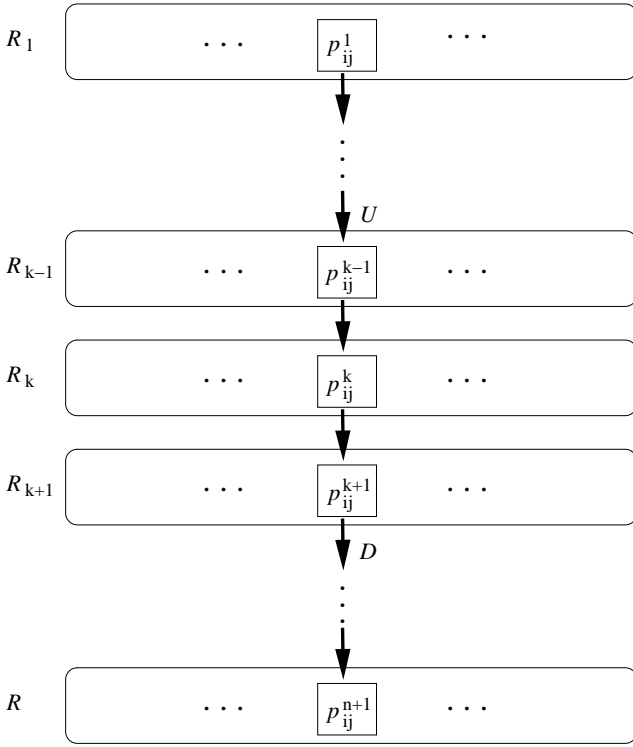 R₁ . . . p¹ᵢⱼ . . .
U
Rₖ₋₁ . . . pᵏ⁻¹ᵢⱼ . . .
Rₖ . . . pᵏᵢⱼ . . .
Rₖ₊₁ . . . pᵏ⁺¹ᵢⱼ . . .
D
R . . . pⁿ⁺¹ᵢⱼ . . .